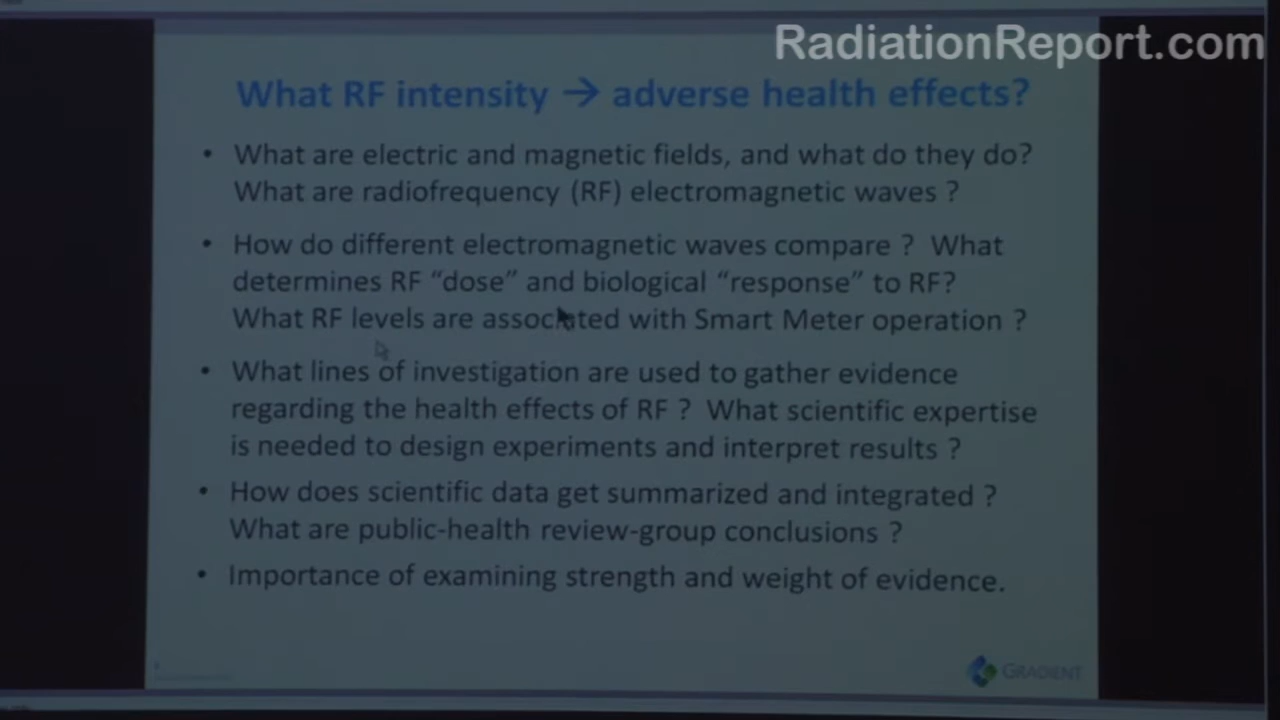 RadiationReport.com
What RF intensity → adverse health effects?
• What are electric and magnetic fields, and what do they do?
What are radiofrequency (RF) electromagnetic waves ?
• How do different electromagnetic waves compare ? What
determines RF “dose” and biological “response” to RF?
What RF levels are associated with Smart Meter operation ?
• What lines of investigation are used to gather evidence
regarding the health effects of RF ? What scientific expertise
is needed to design experiments and interpret results ?
• How does scientific data get summarized and integrated ?
What are public-health review-group conclusions ?
• Importance of examining strength and weight of evidence.
GRADIENT